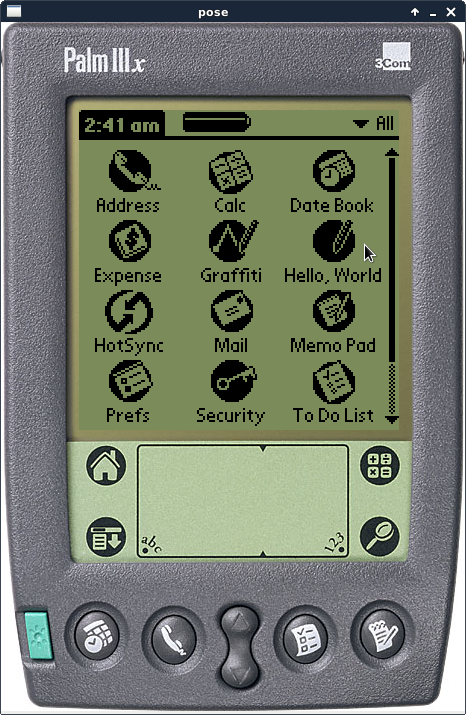 pose
Palm IIIx
3Com
2:41 am
All
Address
Calc
Date Book
Expense
Graffiti
Hello, World
HotSync
Mail
Memo Pad
Prefs
Security
To Do List
abc
123